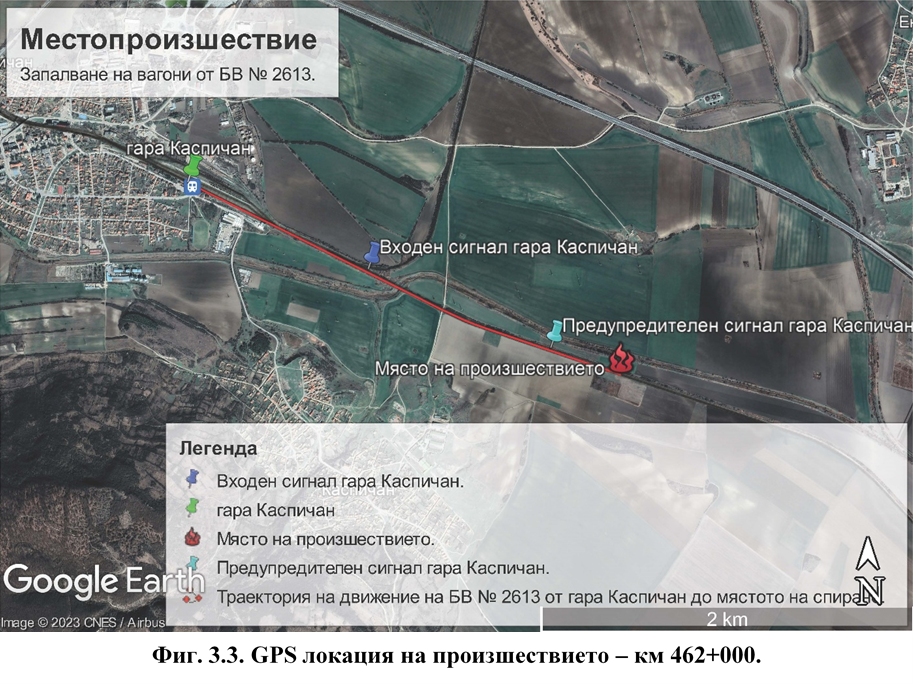 Местопроизшествие
Запалване на вагони от БВ № 2613.
гара Каспичан
Входен сигнал гара Каспичан
Предупредителен сигнал гара Каспичан
Място на произшествието
Легенда
Входен сигнал гара Каспичан.
Каспичан
гара Каспичан
Място на произшествието.
Предупредителен сигнал гара Каспичан.
Траектория на движение на БВ № 2613 от гара Каспичан до мястото на спира
Google Earth
N
Image © 2023 CNES / Airbus
2 km
Фиг. 3.3. GPS локация на произшествието – км 462+000.